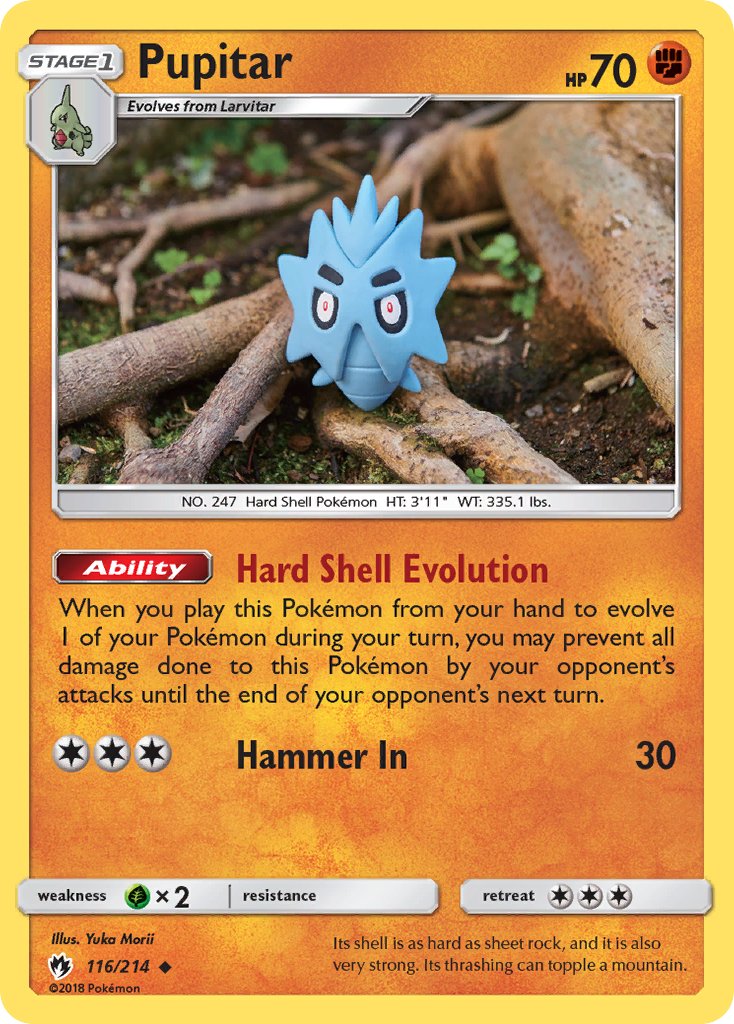 STAGE1
Pupitar
HP 70
Evolves from Larvitar
NO. 247 Hard Shell Pokémon HT: 3'11" WT: 335.1 lbs.
Ability Hard Shell Evolution
When you play this Pokémon from your hand to evolve
1 of your Pokémon during your turn, you may prevent all
damage done to this Pokémon by your opponent's
attacks until the end of your opponent's next turn.
Hammer In 30
weakness ×2 resistance retreat
Illus. Yuka Morii
116/214
©2018 Pokémon
Its shell is as hard as sheet rock, and it is also
very strong. Its thrashing can topple a mountain.